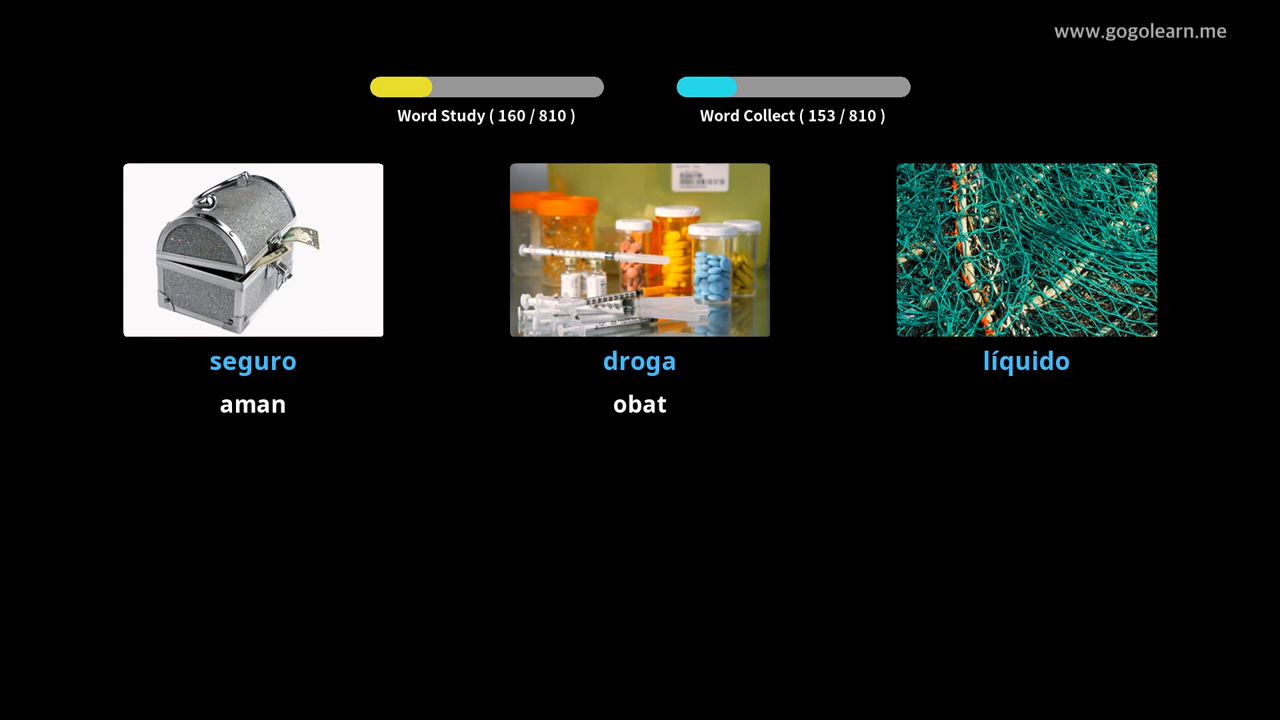 www.gogolearn.me
Word Study ( 160 / 810 )
Word Collect ( 153 / 810 )
seguro
droga
líquido
aman
obat